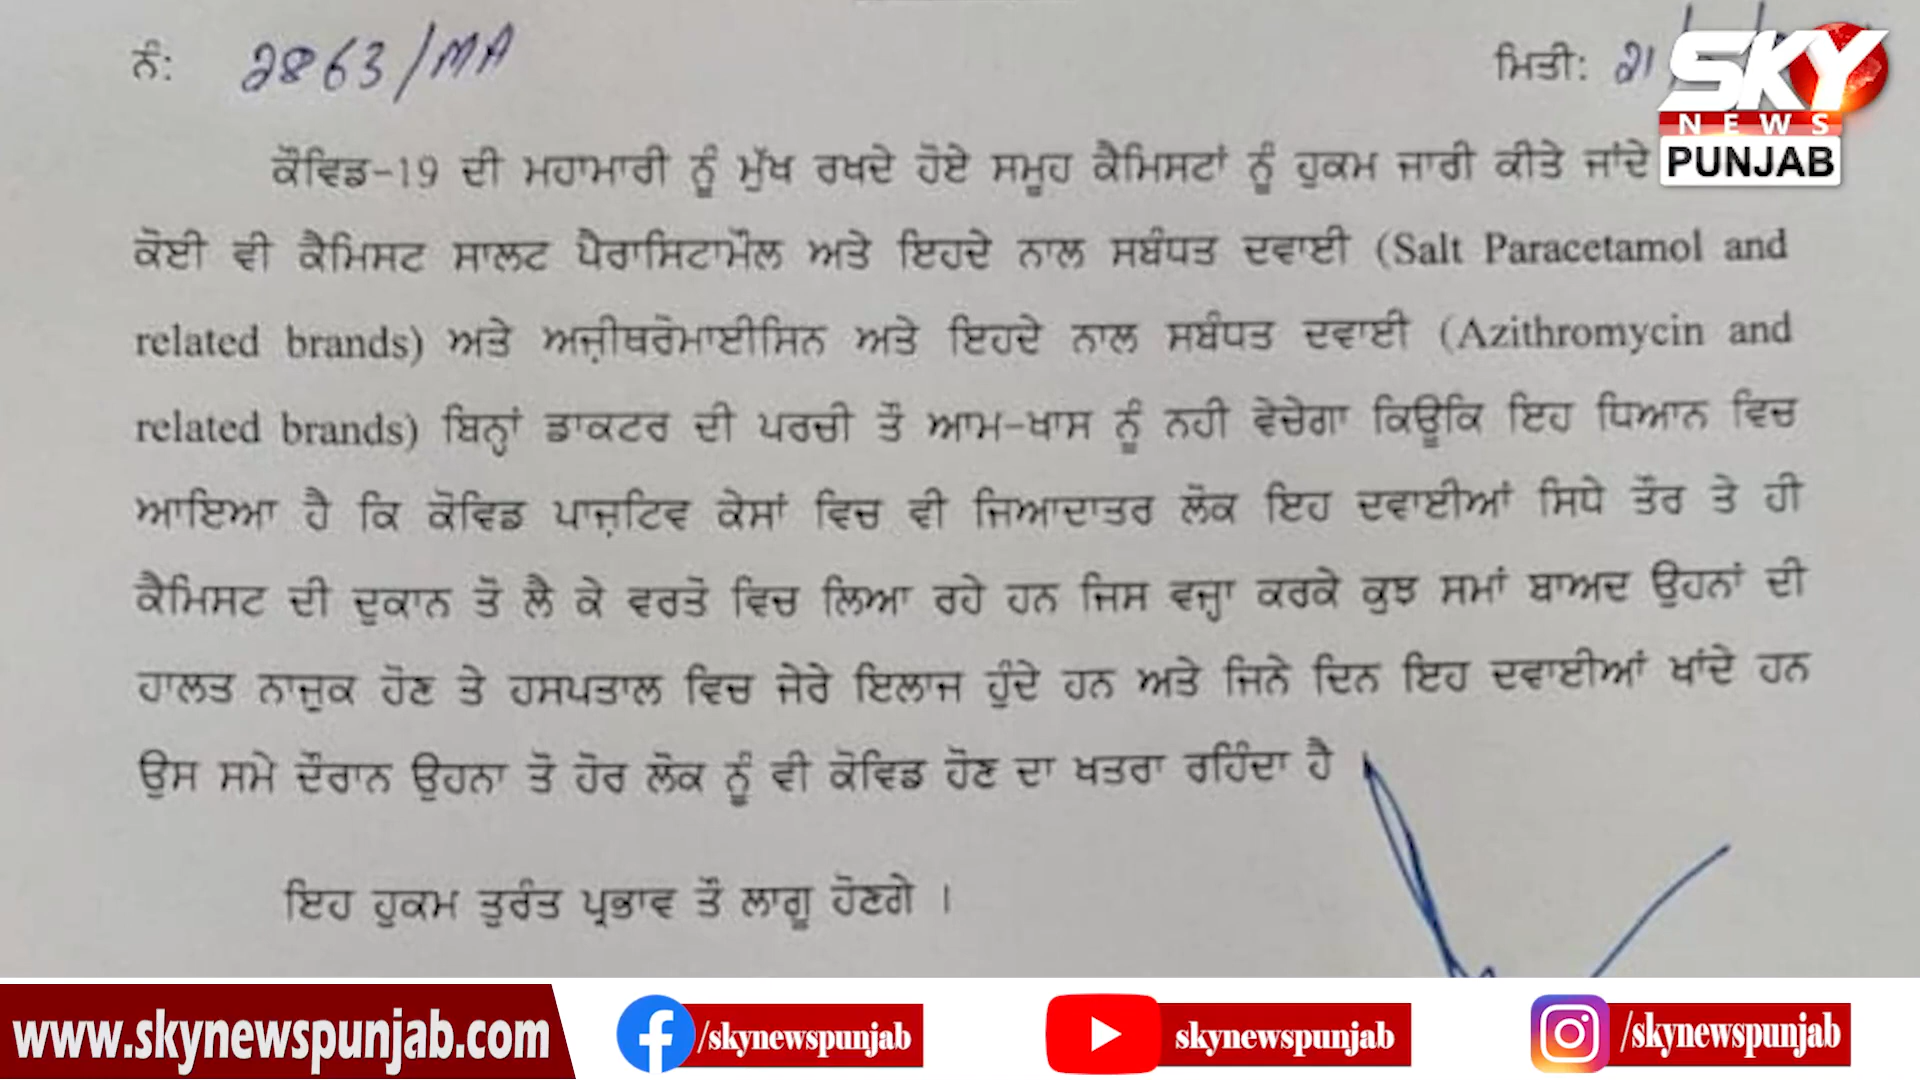 ਨੰ: 2863/MA
ਮਿਤੀ: 21
SKY
NEWS
PUNJAB
ਕੌਵਿਡ-19 ਦੀ ਮਹਾਮਾਰੀ ਨੂੰ ਮੁੱਖ ਰਖਦੇ ਹੋਏ ਸਮੂਹ ਕੈਮਿਸਟਾਂ ਨੂੰ ਹੁਕਮ ਜਾਰੀ ਕੀਤੇ ਜਾਂਦੇ
ਕੋਈ ਵੀ ਕੈਮਿਸਟ ਸਾਲਟ ਪੈਰਾਸਿਟਾਮੌਲ ਅਤੇ ਇਹਦੇ ਨਾਲ ਸਬੰਧਤ ਦਵਾਈ (Salt Paracetamol and
related brands) ਅਤੇ ਅਜ਼ੀਥਰੋਮਾਈਸਿਨ ਅਤੇ ਇਹਦੇ ਨਾਲ ਸਬੰਧਤ ਦਵਾਈ (Azithromycin and
related brands) ਬਿਨ੍ਹਾਂ ਡਾਕਟਰ ਦੀ ਪਰਚੀ ਤੌ ਆਮ-ਖਾਸ ਨੂੰ ਨਹੀ ਵੇਚੇਗਾ ਕਿਊਕਿ ਇਹ ਧਿਆਨ ਵਿਚ
ਆਇਆ ਹੈ ਕਿ ਕੋਵਿਡ ਪਾਜ਼ਟਿਵ ਕੇਸਾਂ ਵਿਚ ਵੀ ਜਿਆਦਾਤਰ ਲੋਕ ਇਹ ਦਵਾਈਆਂ ਸਿਧੇ ਤੌਰ ਤੇ ਹੀ
ਕੈਮਿਸਟ ਦੀ ਦੁਕਾਨ ਤੋ ਲੈ ਕੇ ਵਰਤੋ ਵਿਚ ਲਿਆ ਰਹੇ ਹਨ ਜਿਸ ਵਜ੍ਹਾ ਕਰਕੇ ਕੁਝ ਸਮਾਂ ਬਾਅਦ ਉਹਨਾਂ ਦੀ
ਹਾਲਤ ਨਾਜੁਕ ਹੋਣ ਤੇ ਹਸਪਤਾਲ ਵਿਚ ਜੇਰੇ ਇਲਾਜ ਹੁੰਦੇ ਹਨ ਅਤੇ ਜਿਨੇ ਦਿਨ ਇਹ ਦਵਾਈਆਂ ਖਾਂਦੇ ਹਨ
ਉਸ ਸਮੇ ਦੌਰਾਨ ਉਹਨਾ ਤੋ ਹੋਰ ਲੋਕ ਨੂੰ ਵੀ ਕੋਵਿਡ ਹੋਣ ਦਾ ਖਤਰਾ ਰਹਿੰਦਾ ਹੈ
ਇਹ ਹੁਕਮ ਤੁਰੰਤ ਪ੍ਰਭਾਵ ਤੌ ਲਾਗੂ ਹੋਣਗੇ ।
www.skynewspunjab.com
/skynewspunjab
skynewspunjab
/skynewspunjab